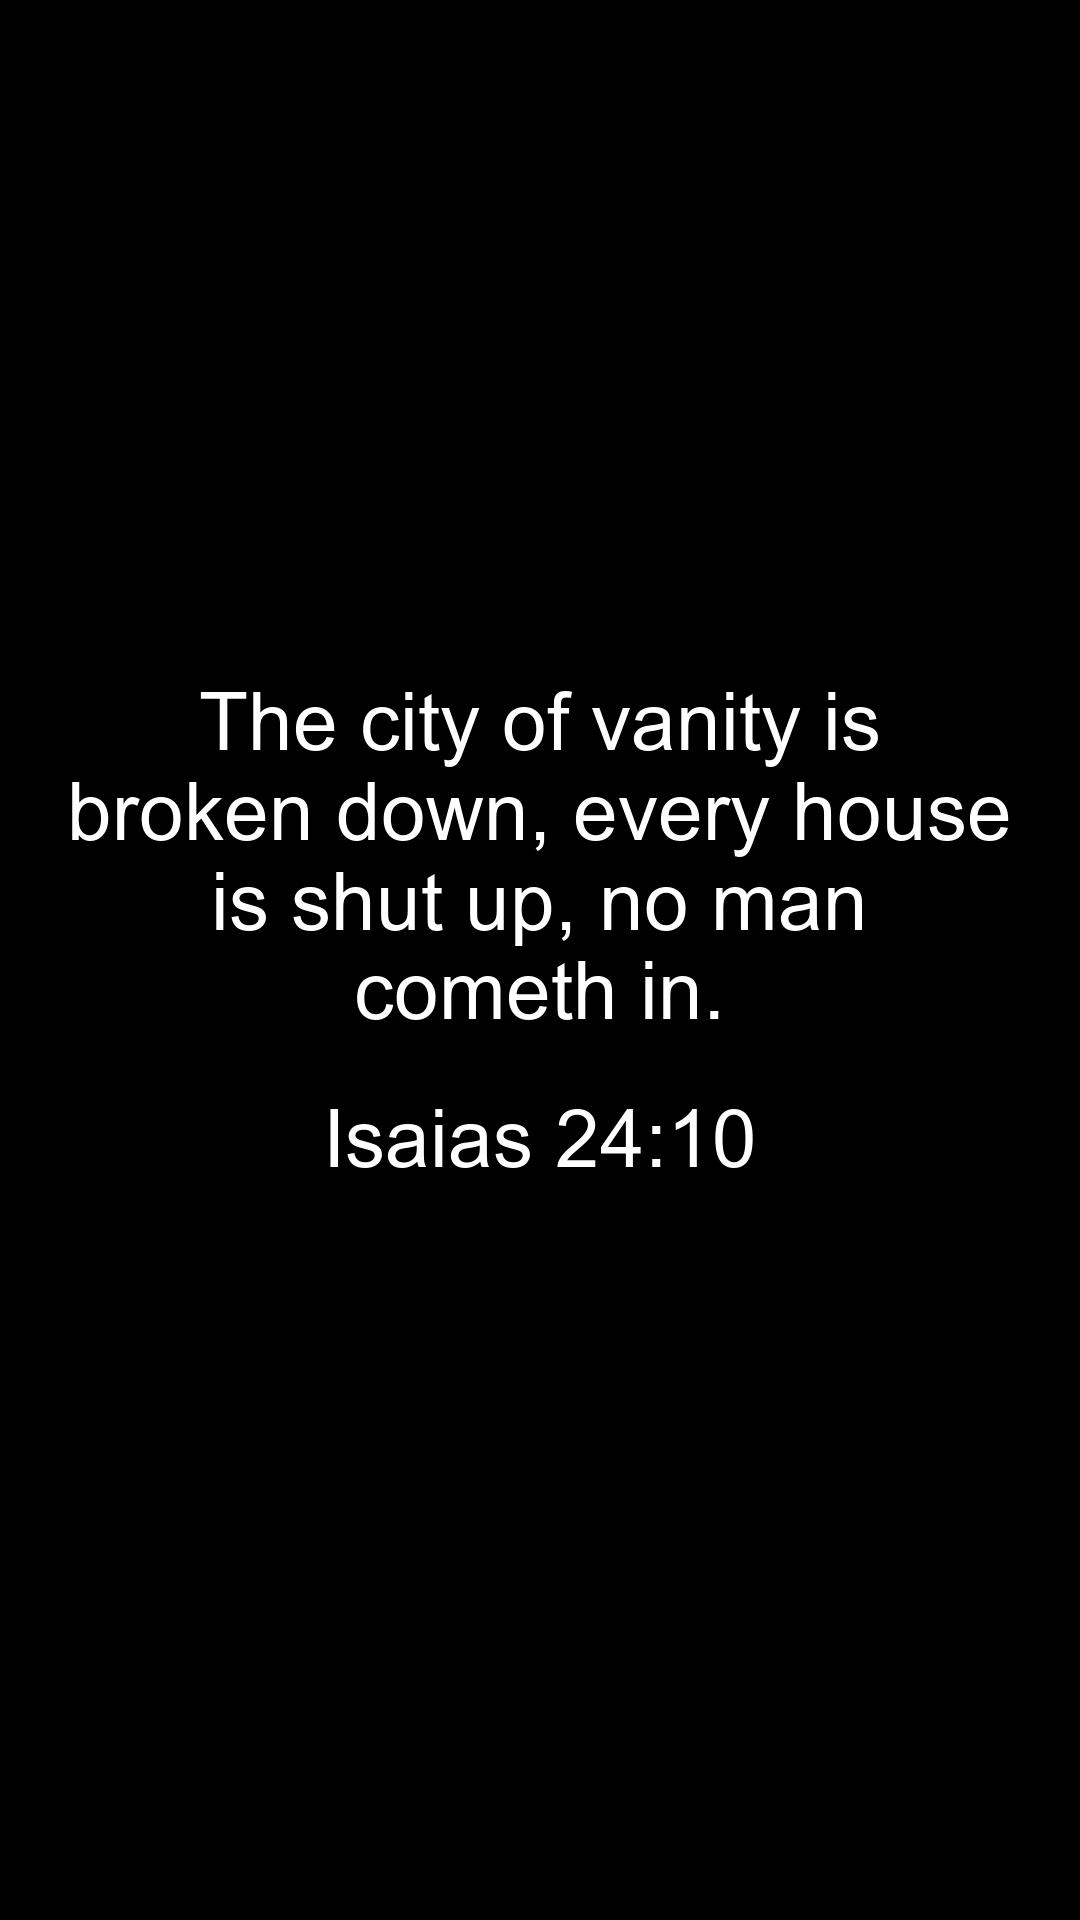 The city of vanity is
broken down, every house
is shut up, no man
cometh in.
Isaias 24:10